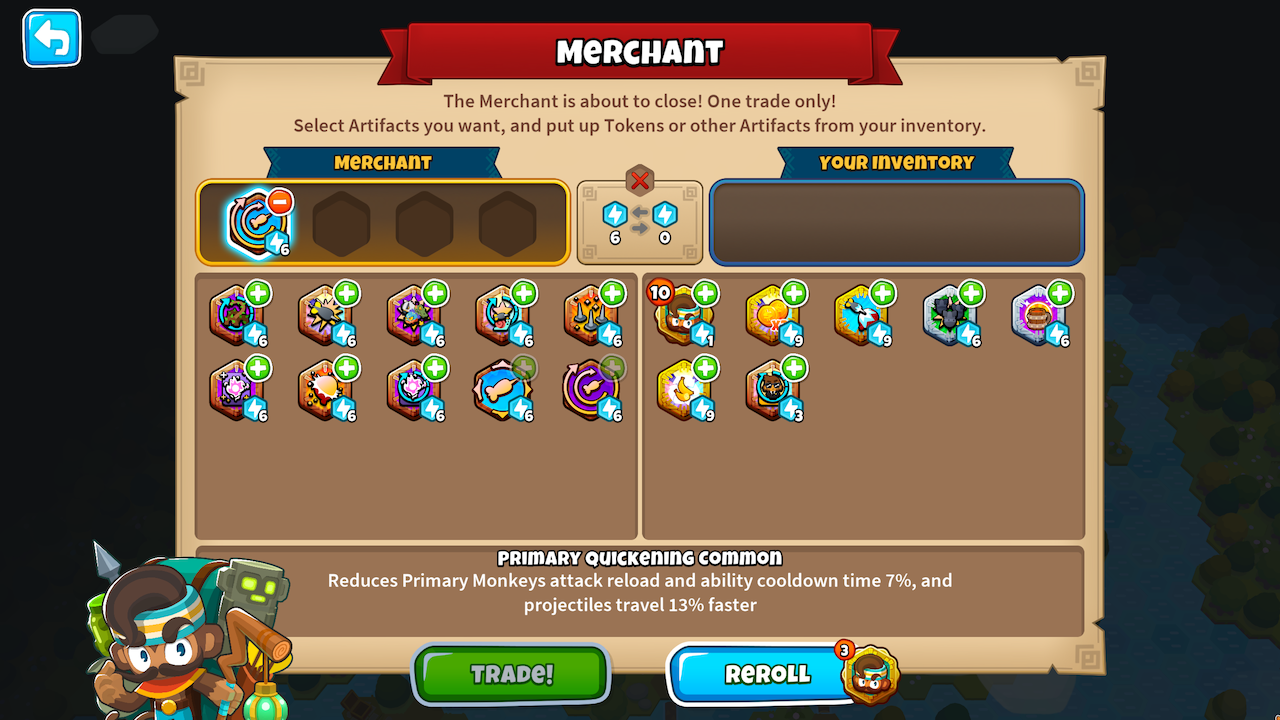 MERCHANT
The Merchant is about to close! One trade only!
Select Artifacts you want, and put up Tokens or other Artifacts from your inventory.
MERCHANT
YOUR INVENTORY
6
6 0
6 6 6 6 6
10
1 9 9 6 6
6 6 6 6 6
9 3
PRIMARY QUICKENING COMMON
Reduces Primary Monkeys attack reload and ability cooldown time 7%, and
projectiles travel 13% faster
TRADE!
REROLL
3